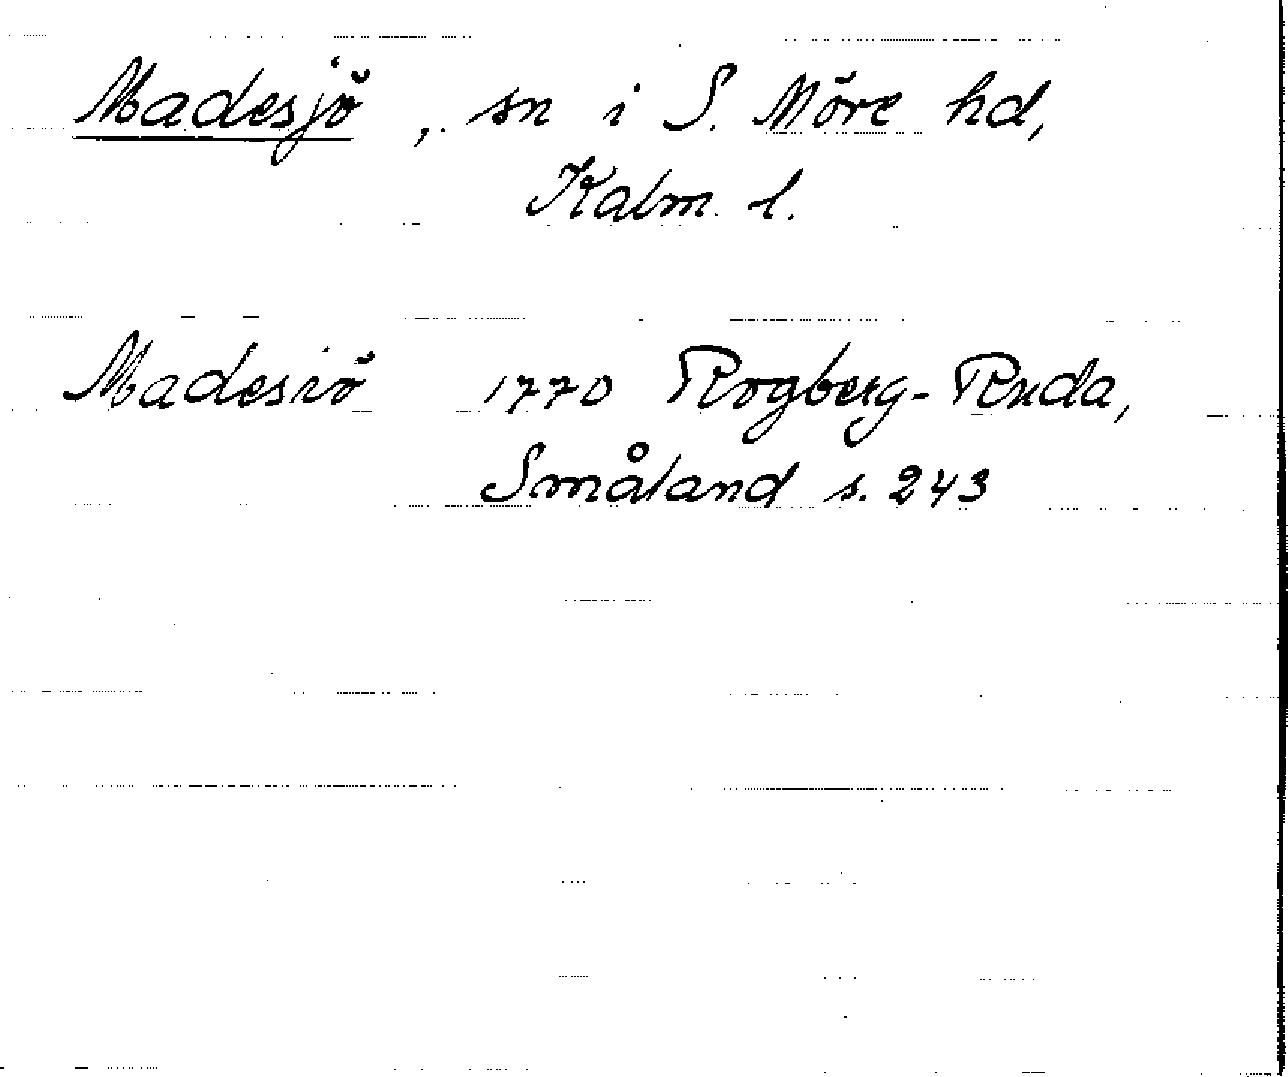 Madesjö, sn i S. Möre hd,
Kalm. l.
Madesiö 1770 Rogberg-Ruda,
Småland s. 243